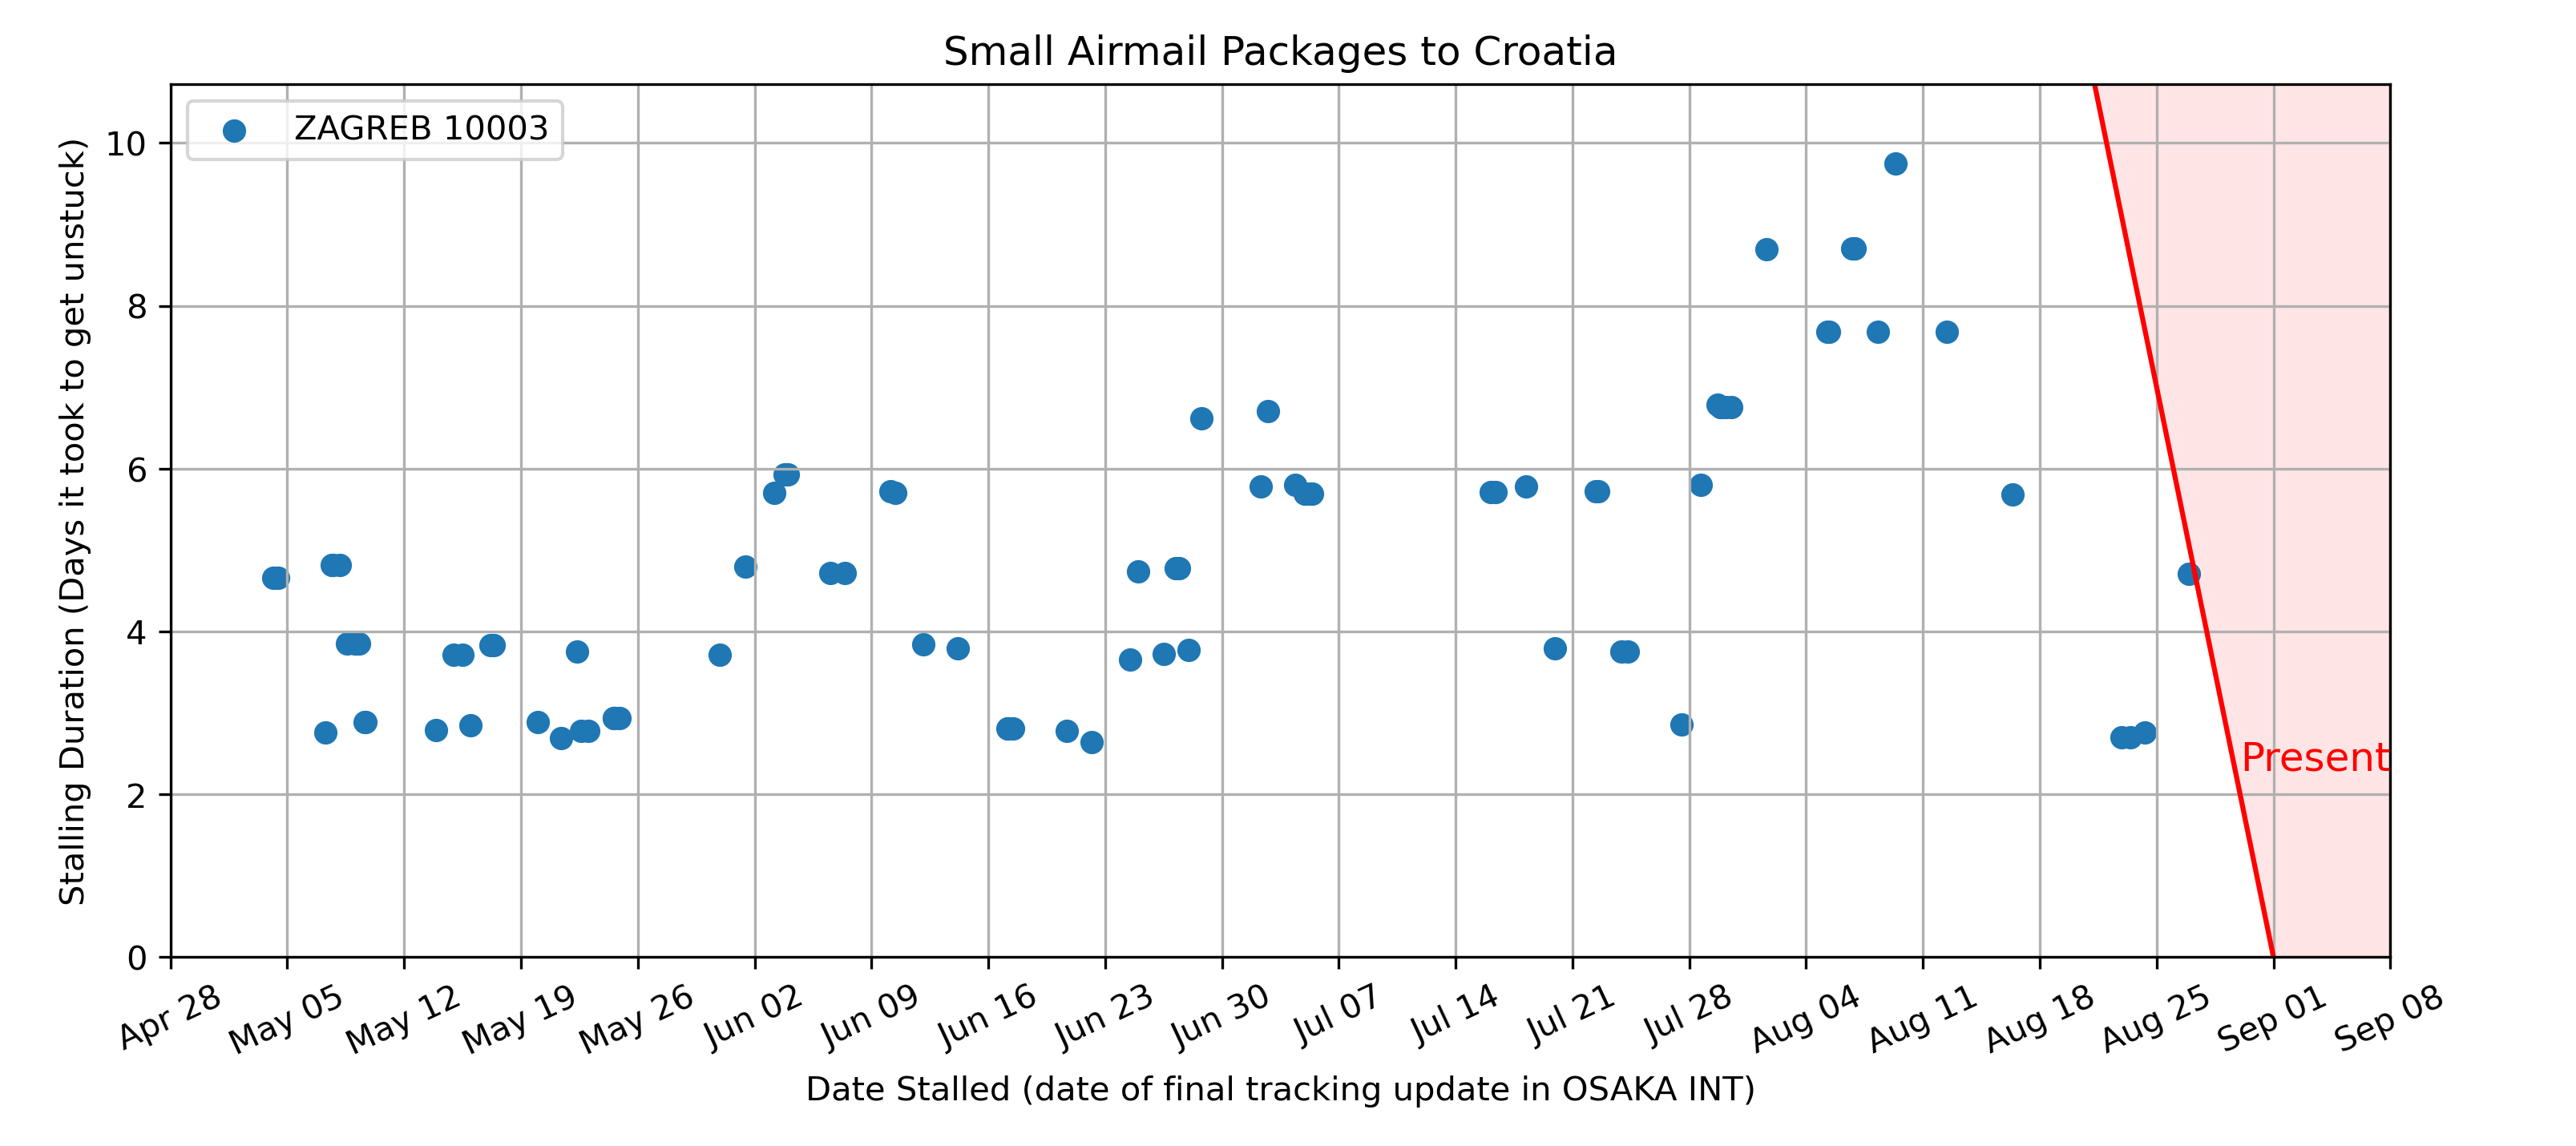 Small Airmail Packages to Croatia
ZAGREB 10003
Stalling Duration (Days it took to get unstuck)
10
8
6
4
2
0
Present
Apr 28
May 05
May 12
May 19
May 26
Jun 02
Jun 09
Jun 16
Jun 23
Jun 30
Jul 07
Jul 14
Jul 21
Jul 28
Aug 04
Aug 11
Aug 18
Aug 25
Sep 01
Sep 08
Date Stalled (date of final tracking update in OSAKA INT)